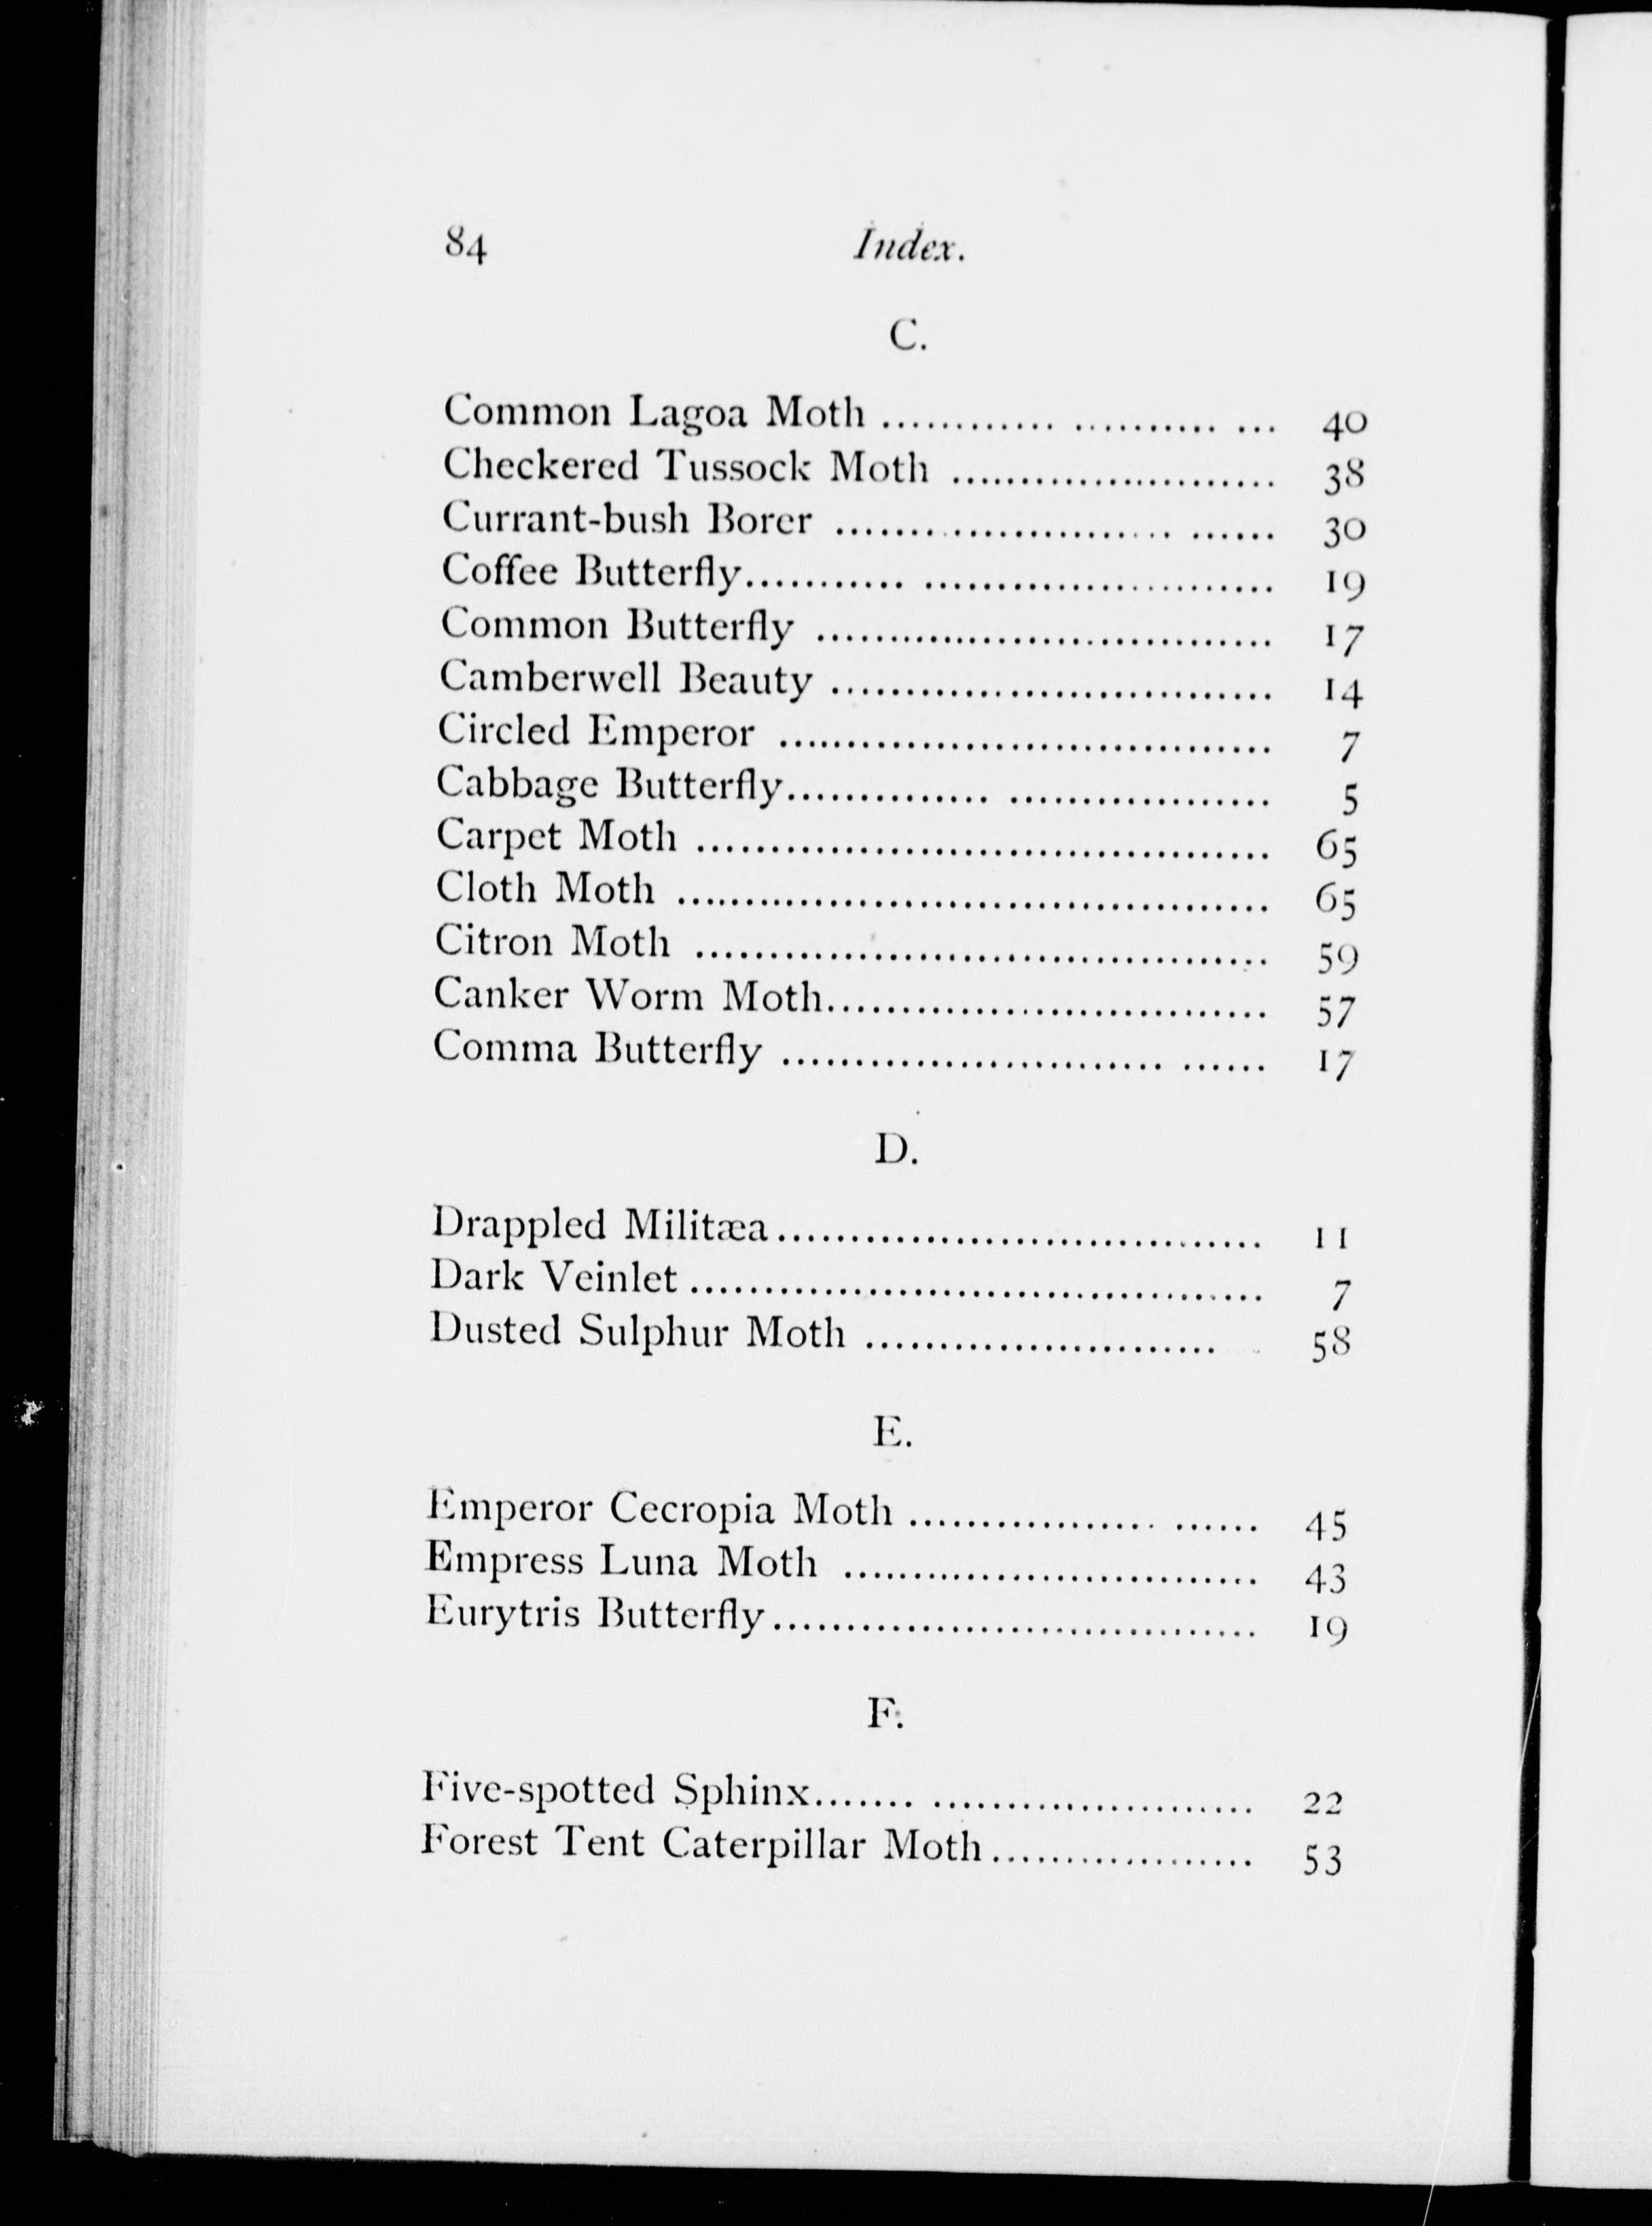 84 Index.
C.
Common Lagoa Moth ........................ 40
Checkered Tussock Moth ........................ 38
Currant-bush Borer ........................ 30
Coffee Butterfly........................ 19
Common Butterfly ........................ 17
Camberwell Beauty ........................ 14
Circled Emperor ........................ 7
Cabbage Butterfly........................ 5
Carpet Moth ........................ 65
Cloth Moth ........................ 65
Citron Moth ........................ 59
Canker Worm Moth........................ 57
Comma Butterfly ........................ 17
D.
Drappled Militæa........................ 11
Dark Veinlet ........................ 7
Dusted Sulphur Moth ........................ 58
E.
Emperor Cecropia Moth ........................ 45
Empress Luna Moth ........................ 43
Eurytris Butterfly........................ 19
F.
Five-spotted Sphinx........................ 22
Forest Tent Caterpillar Moth........................ 53